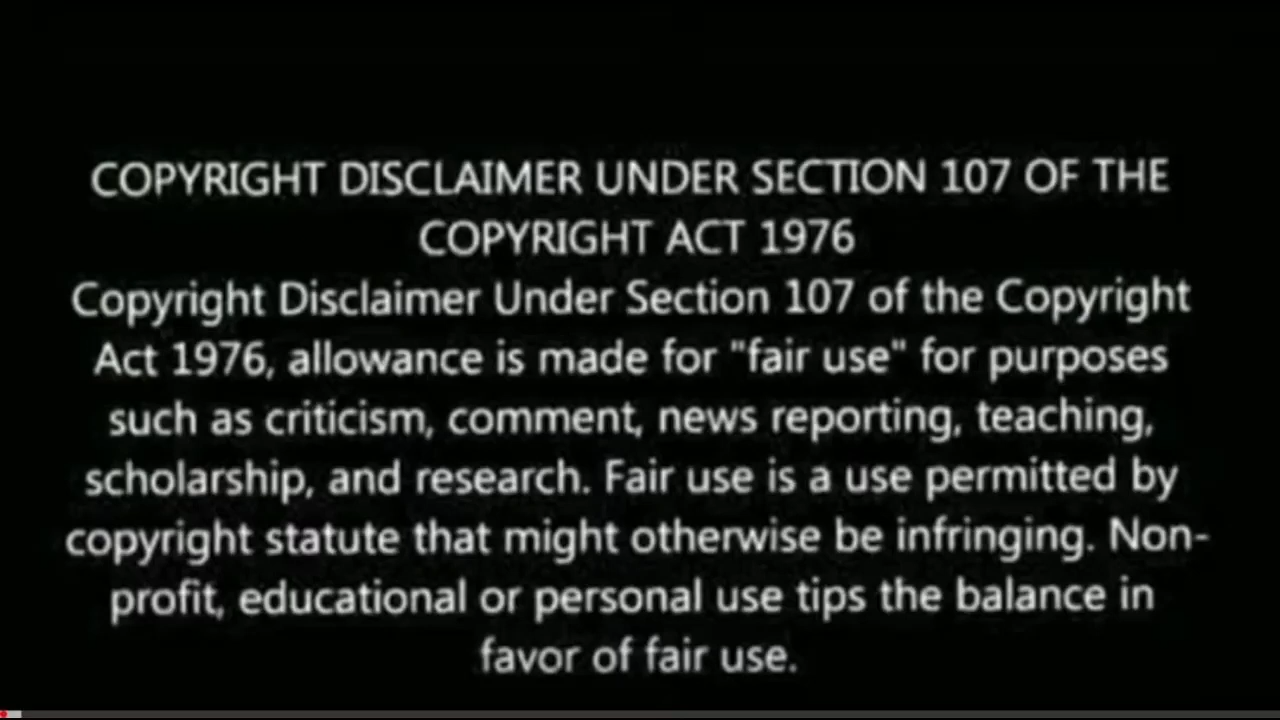 COPYRIGHT DISCLAIMER UNDER SECTION 107 OF THE
COPYRIGHT ACT 1976
Copyright Disclaimer Under Section 107 of the Copyright
Act 1976, allowance is made for "fair use" for purposes
such as criticism, comment, news reporting, teaching,
scholarship, and research. Fair use is a use permitted by
copyright statute that might otherwise be infringing. Non-
profit, educational or personal use tips the balance in
favor of fair use.